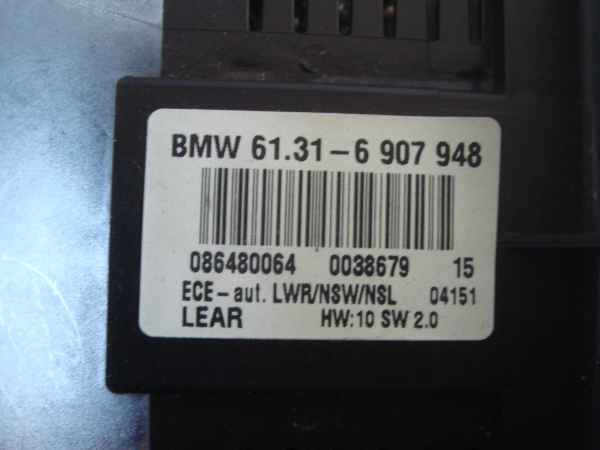 BMW 61.31-6 907 948
086480064 0038679 15
ECE-aut. LWR/NSW/NSL 04151
LEAR HW:10 SW 2.0